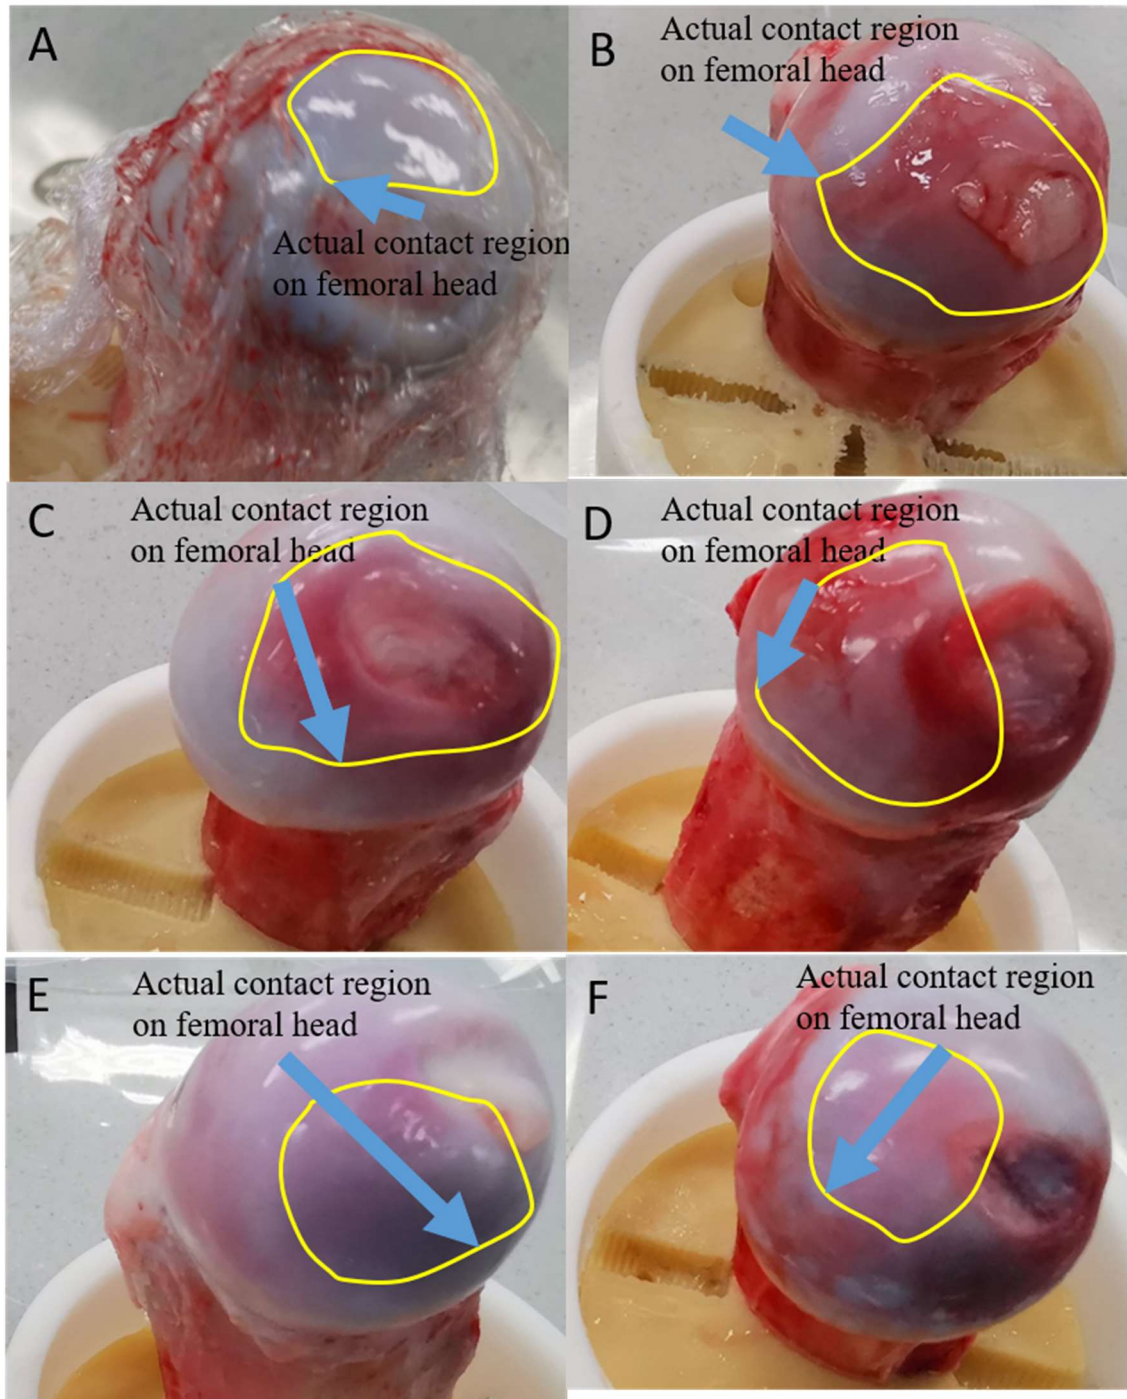 A
Actual contact region
on femoral head
B
Actual contact region
on femoral head
C
Actual contact region
on femoral head
D
Actual contact region
on femoral head
E
Actual contact region
on femoral head
F
Actual contact region
on femoral head